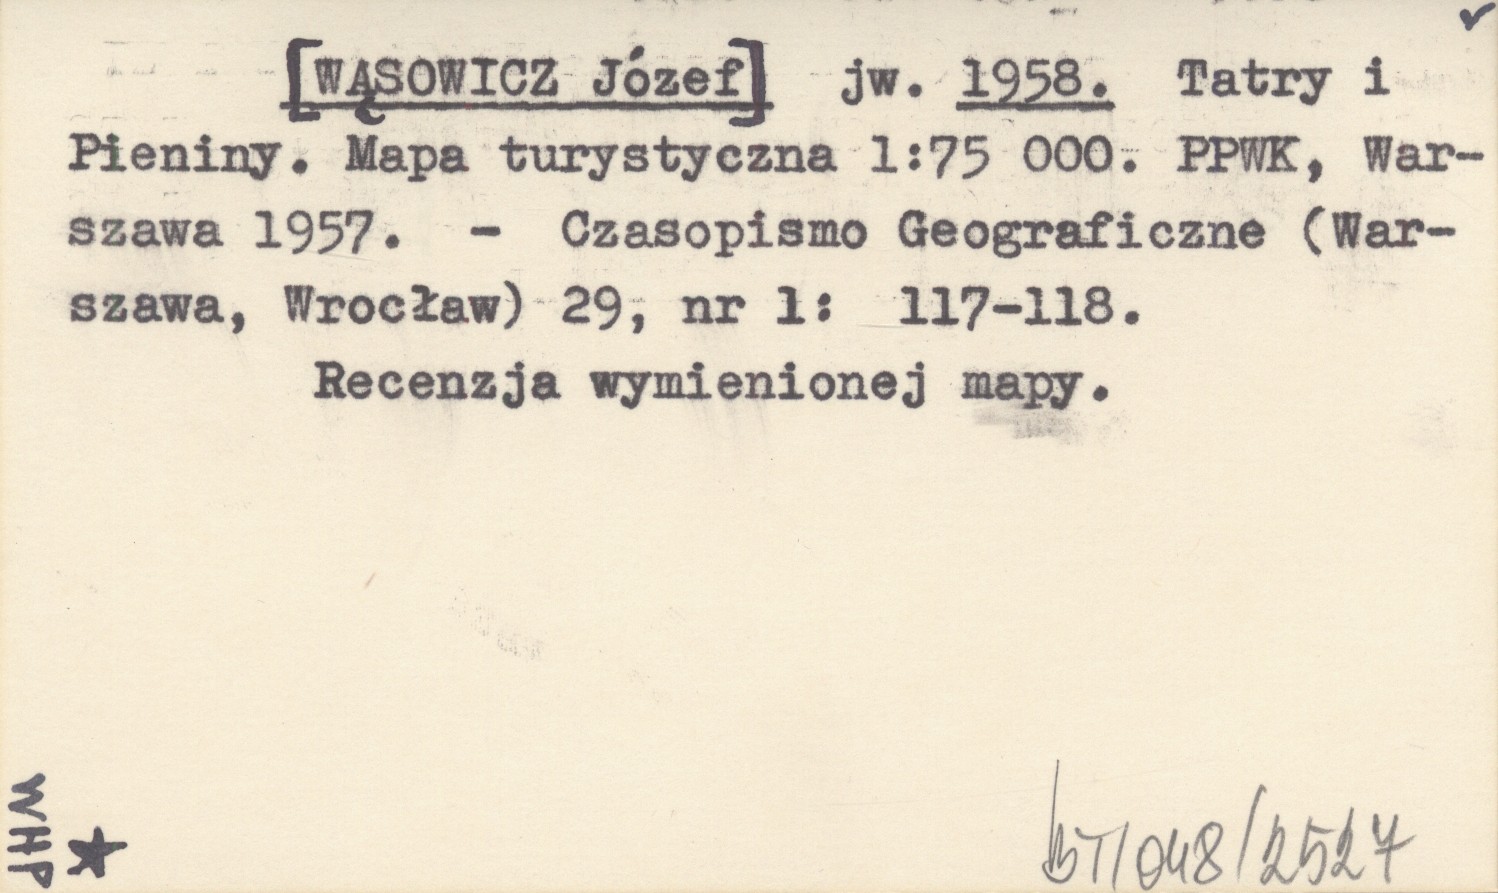 [WĄSOWICZ Józef] jw. 1958. Tatry i
Pieniny. Mapa turystyczna 1:75 000. PPWK, War-
szawa 1957. - Czasopismo Geograficzne (War-
szawa, Wrocław) 29, nr 1: 117-118.
Recenzja wymienionej mapy.
WHP
BT/048/2527